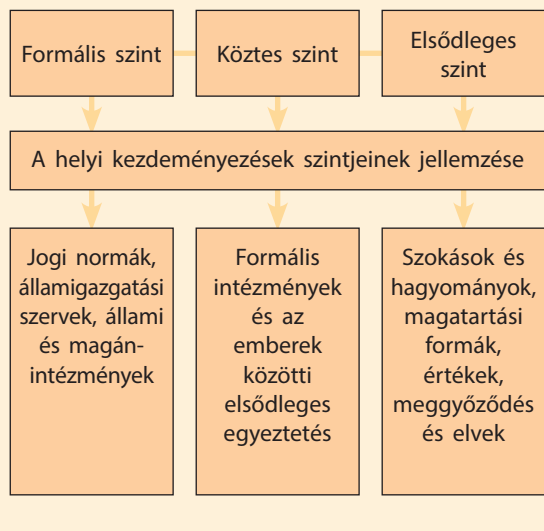 Formális szint
Köztes szint
Elsődleges
szint
A helyi kezdeményezések szintjeinek jellemzése
Jogi normák,
államigazgatási
szervek, állami
és magán-
intézmények
Formális
intézmények
és az
emberek
közötti
elsődleges
egyeztetés
Szokások és
hagyományok,
magatartási
formák,
értékek,
meggyőződés
és elvek